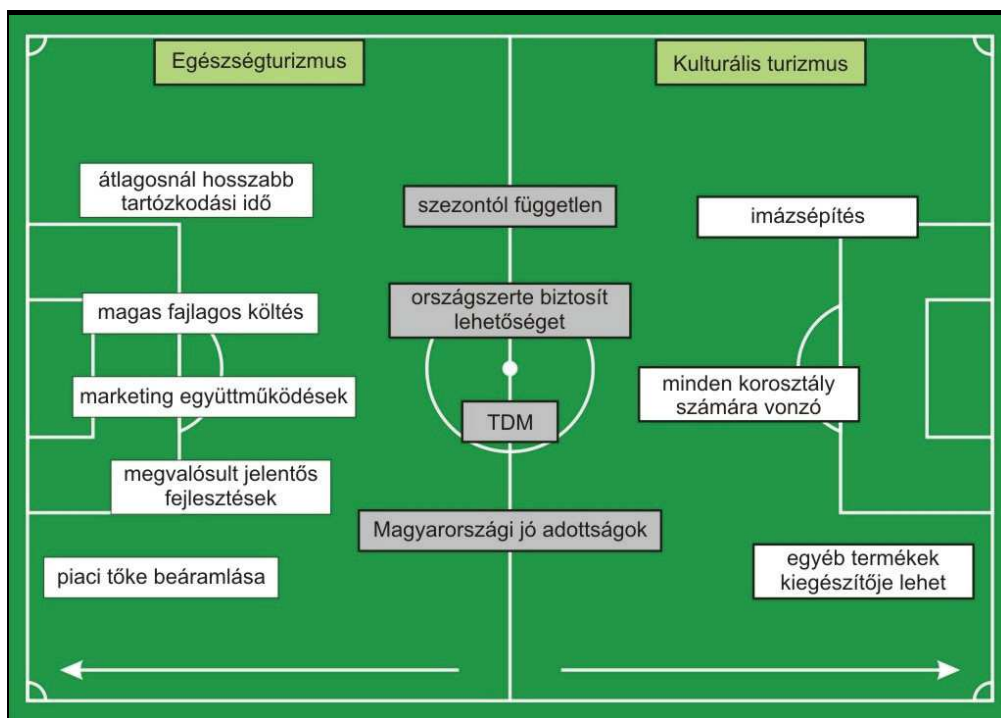 Egészségturizmus
Kulturális turizmus
átlagosnál hosszabb
tartózkodási idő
magas fajlagos költés
marketing együttműködések
megvalósult jelentős
fejlesztések
piaci tőke beáramlása
szezontól független
országszerte biztosít
lehetőséget
TDM
Magyarországi jó adottságok
imázsépítés
minden korosztály
számára vonzó
egyéb termékek
kiegészítője lehet